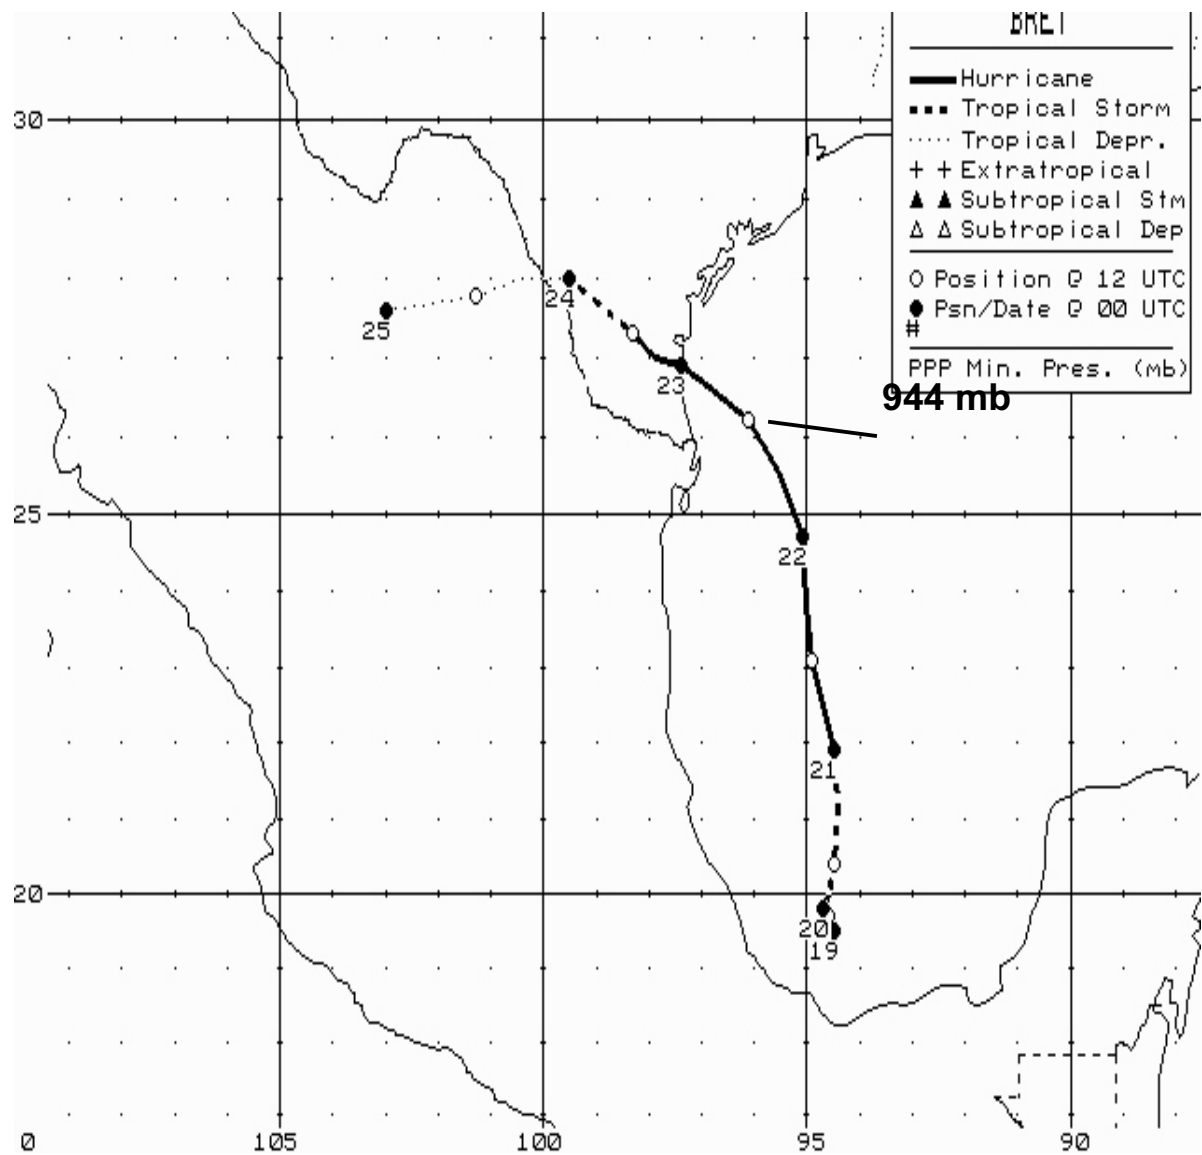 BRET
Hurricane
Tropical Storm
Tropical Depr.
+ + Extratropical
Subtropical Stm
Subtropical Dep
Position @ 12 UTC
Psn/Date @ 00 UTC
#
PPP Min. Pres. (mb)
944 mb
30
25
20
25
24
23
22
21
20
19
0
105
100
95
90